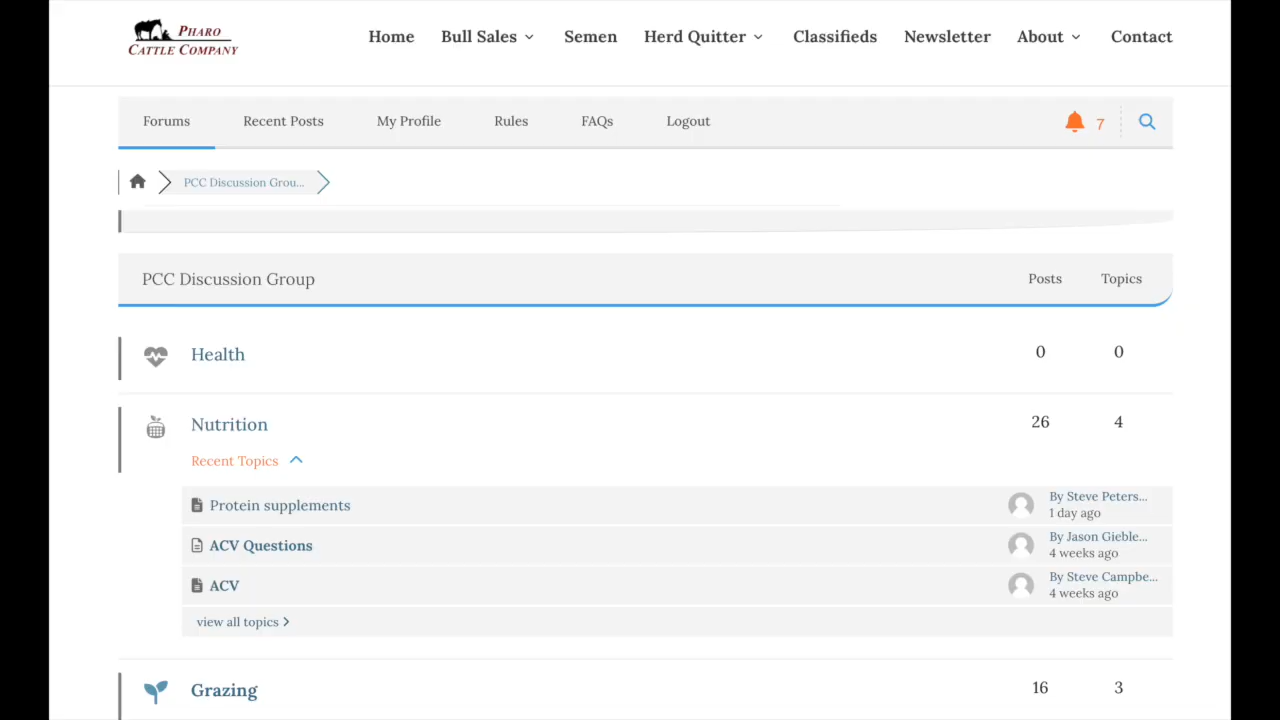 PHARO
CATTLE COMPANY
Home Bull Sales Semen Herd Quitter Classifieds Newsletter About Contact
Forums Recent Posts My Profile Rules FAQs Logout 7
PCC Discussion Grou...
PCC Discussion Group Posts Topics
Health 0 0
Nutrition 26 4
Recent Topics
Protein supplements By Steve Peters...
1 day ago
ACV Questions By Jason Gieble...
4 weeks ago
ACV By Steve Campbe...
4 weeks ago
view all topics
Grazing 16 3